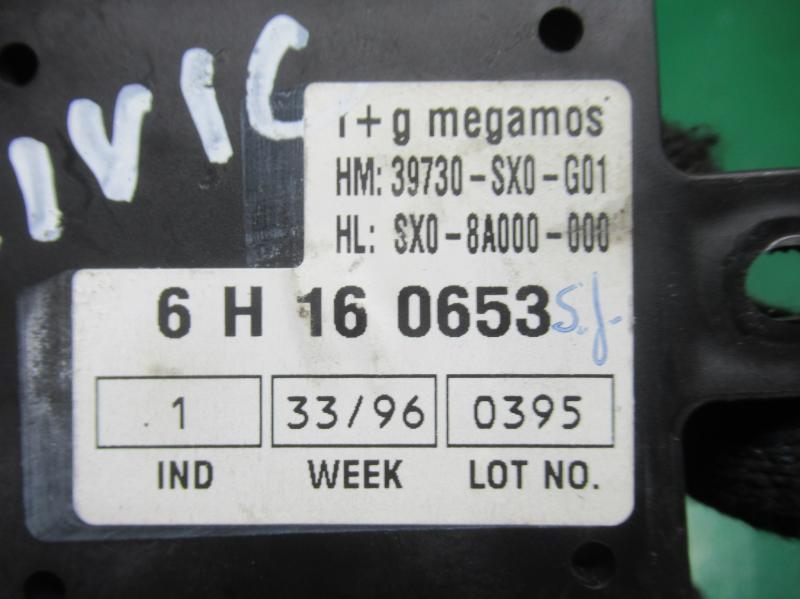 CIVIC
r+g megamos
HM: 39730-SX0-G01
HL: SX0-8A000-000
6 H 16 0653 S.J.
1 33/96 0395
IND WEEK LOT NO.